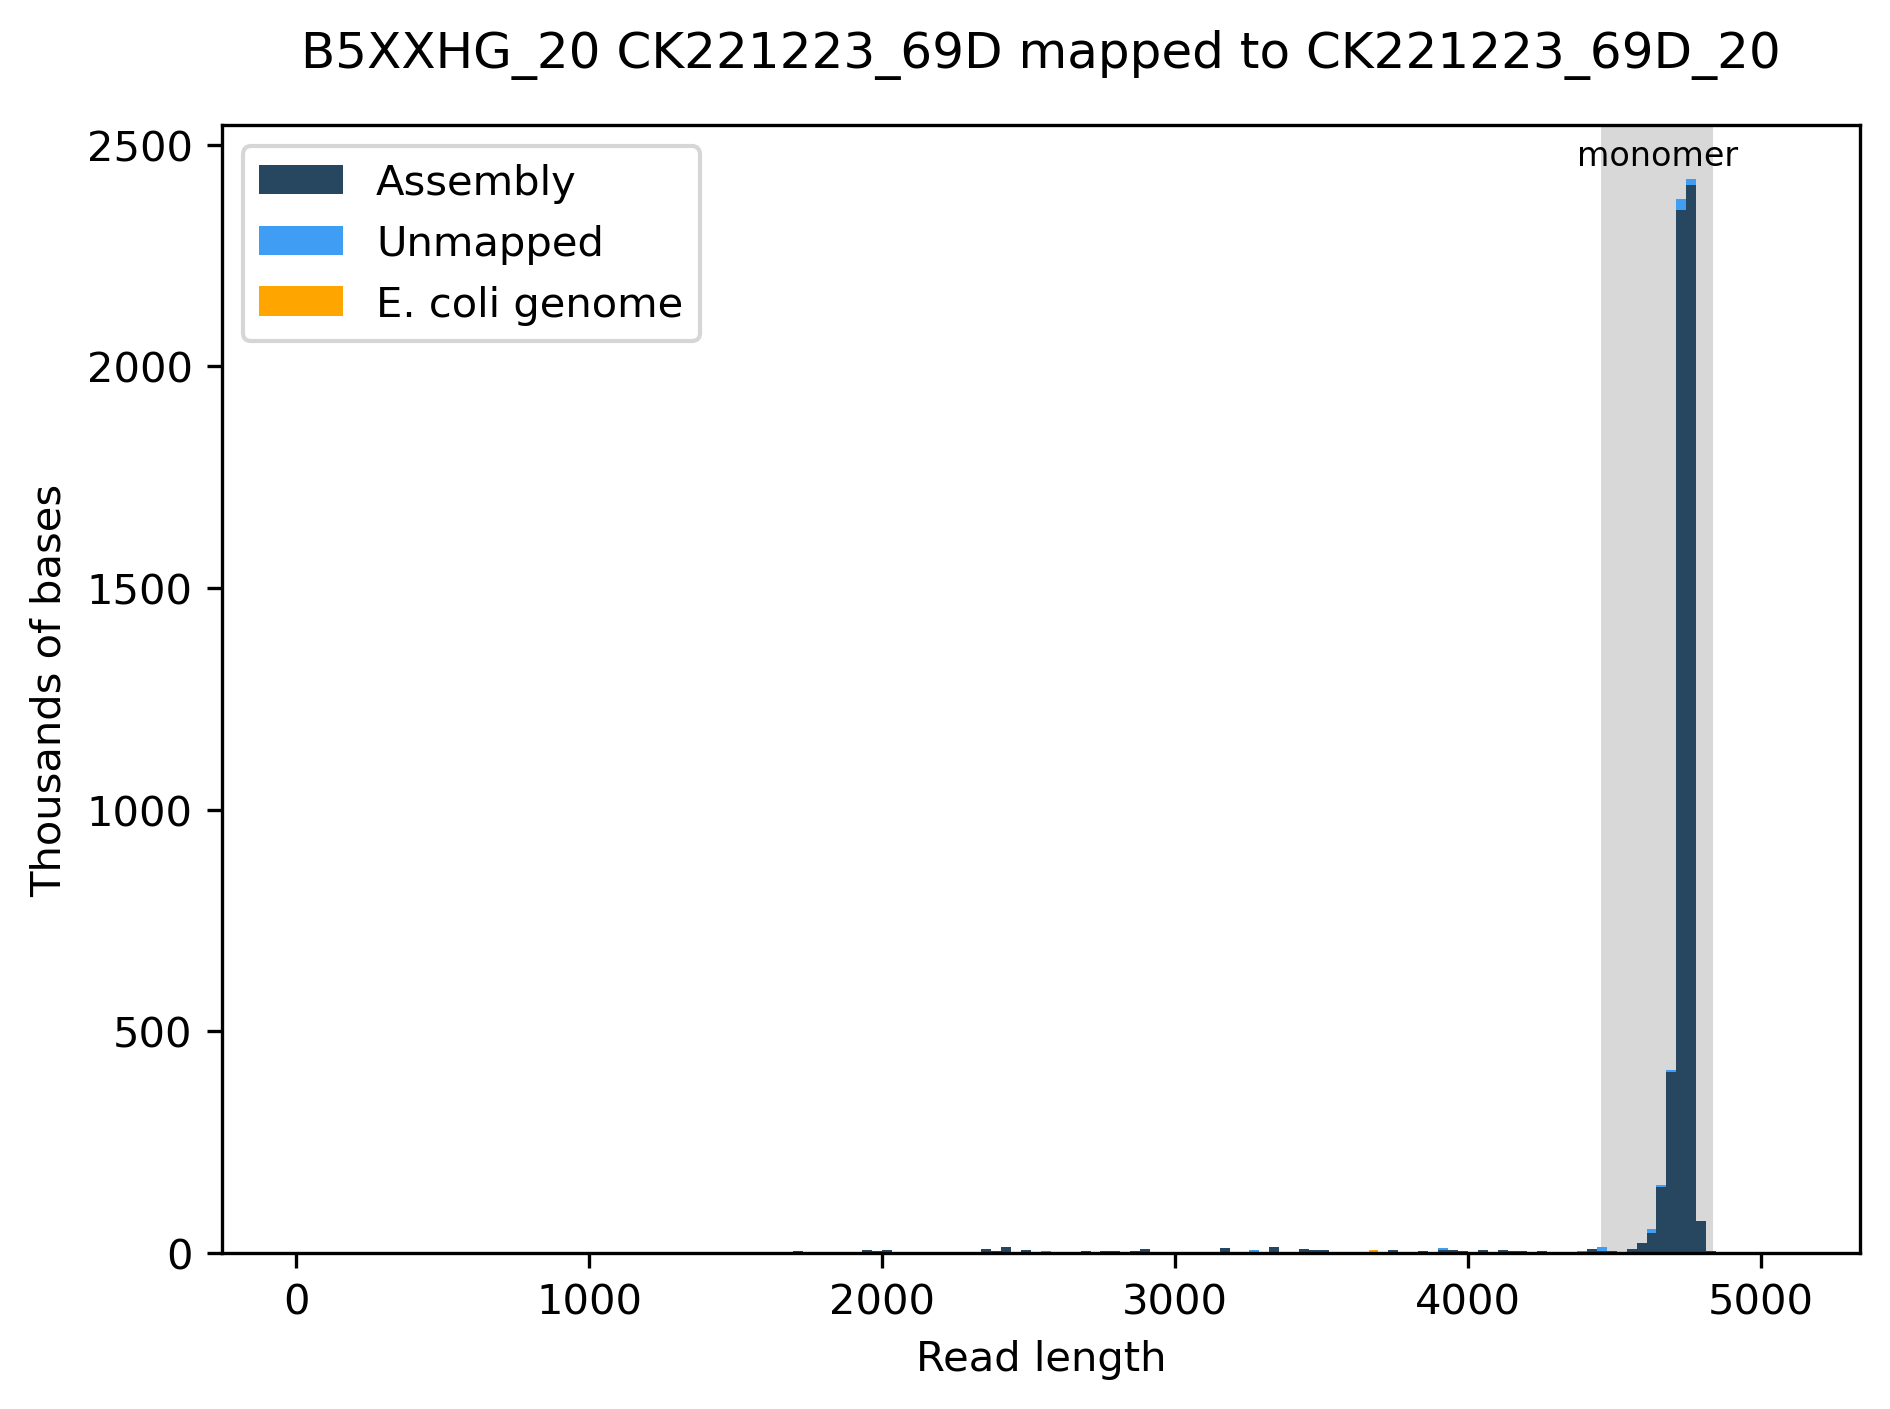 B5XXHG_20 CK221223_69D mapped to CK221223_69D_20
2500
2000
1500
1000
500
0
Thousands of bases
Assembly
Unmapped
E. coli genome
monomer
0 1000 2000 3000 4000 5000
Read length